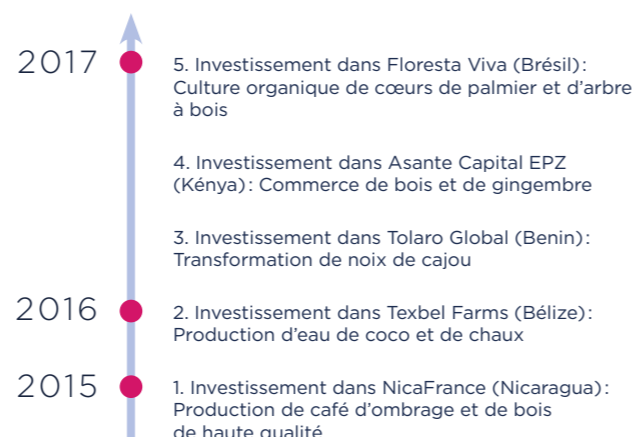 2017
5. Investissement dans Floresta Viva (Brésil):
Culture organique de cœurs de palmier et d'arbre
à bois
4. Investissement dans Asante Capital EPZ
(Kénya): Commerce de bois et de gingembre
3. Investissement dans Tolaro Global (Benin):
Transformation de noix de cajou
2016
2. Investissement dans Texbel Farms (Bélize):
Production d'eau de coco et de chaux
2015
1. Investissement dans NicaFrance (Nicaragua):
Production de café d'ombrage et de bois
de haute qualité